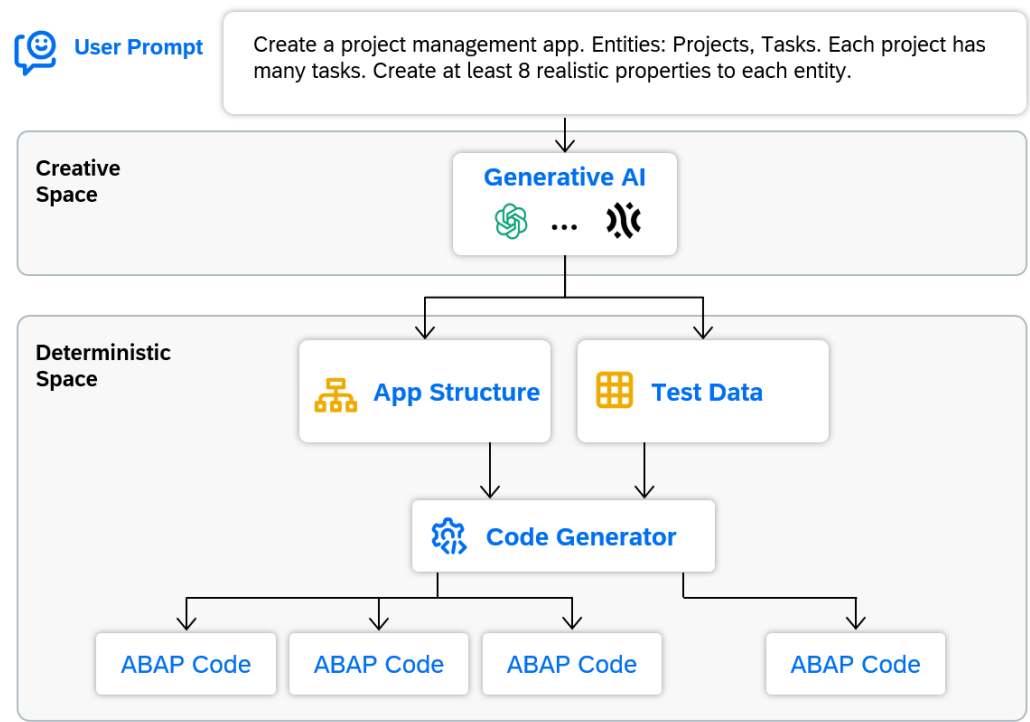 User Prompt
Create a project management app. Entities: Projects, Tasks. Each project has
many tasks. Create at least 8 realistic properties to each entity.
Creative
Space
Generative AI
...
Deterministic
Space
App Structure
Test Data
Code Generator
ABAP Code
ABAP Code
ABAP Code
ABAP Code